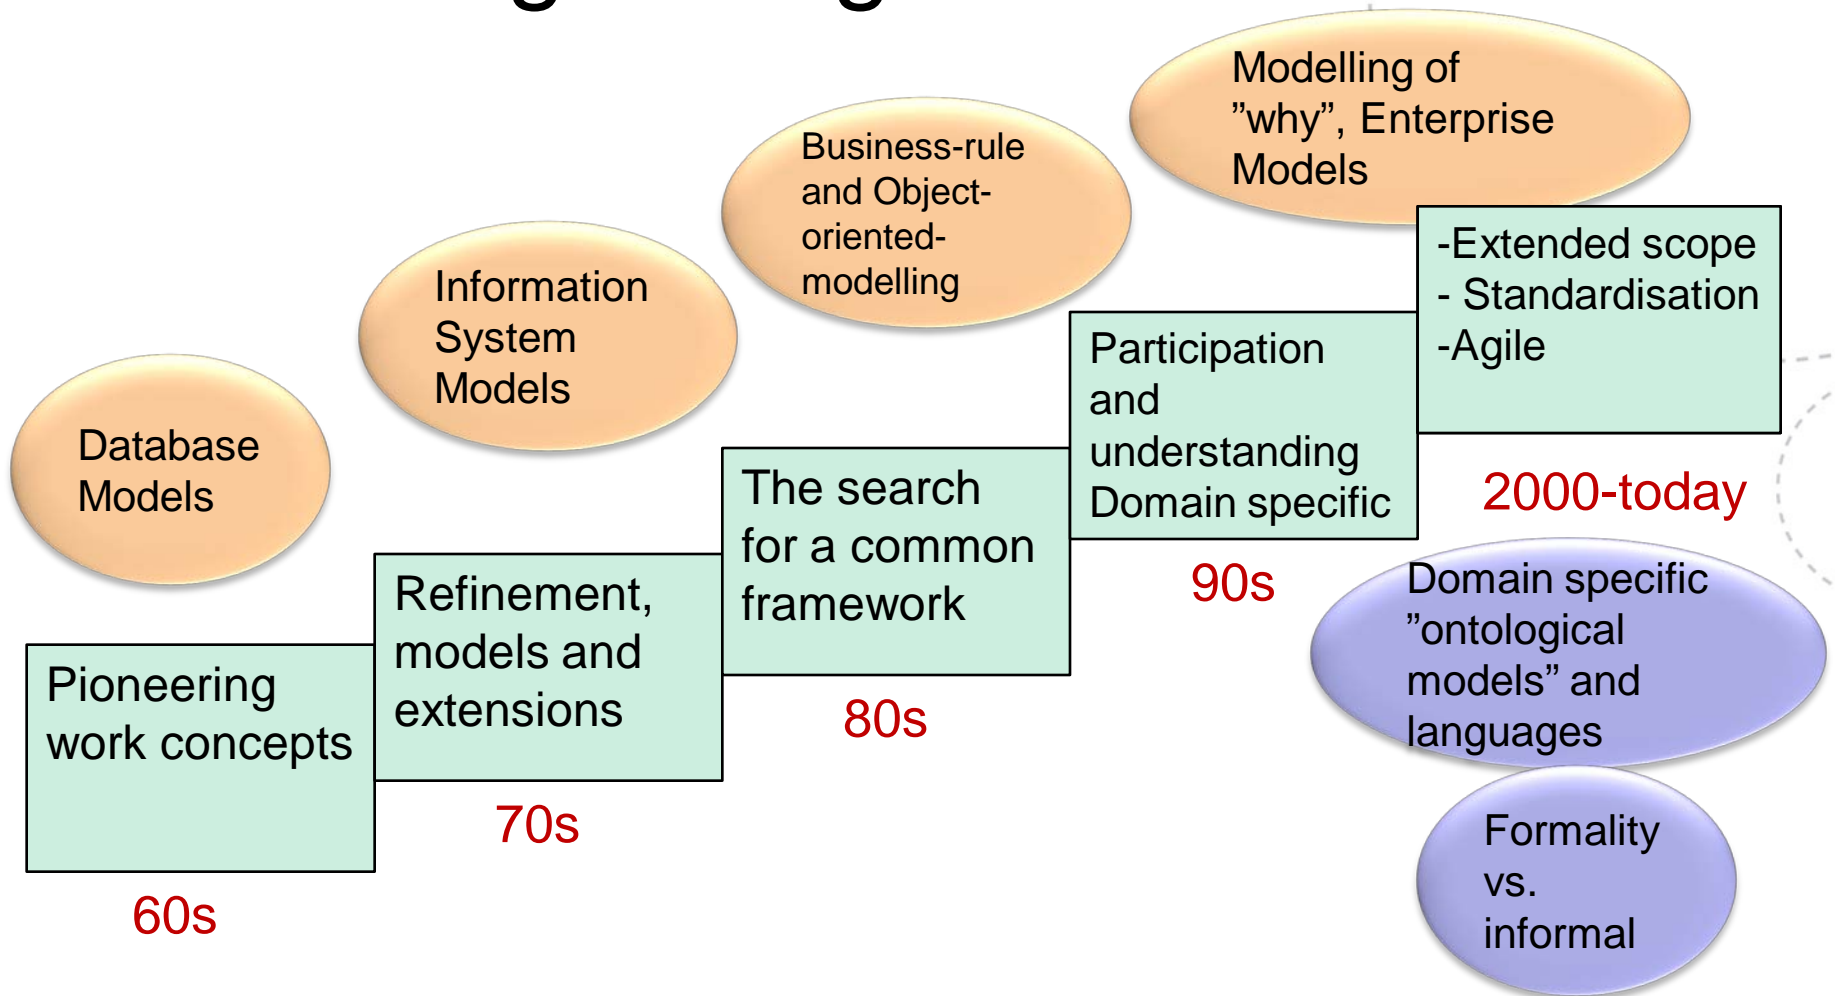 Database
Models
Information
System
Models
Business-rule
and Object-
oriented-
modelling
Modelling of
”why”, Enterprise
Models
Pioneering
work concepts
60s
Refinement,
models and
extensions
70s
The search
for a common
framework
80s
Participation
and
understanding
Domain specific
90s
-Extended scope
- Standardisation
-Agile
2000-today
Domain specific
”ontological
models” and
languages
Formality
vs.
informal